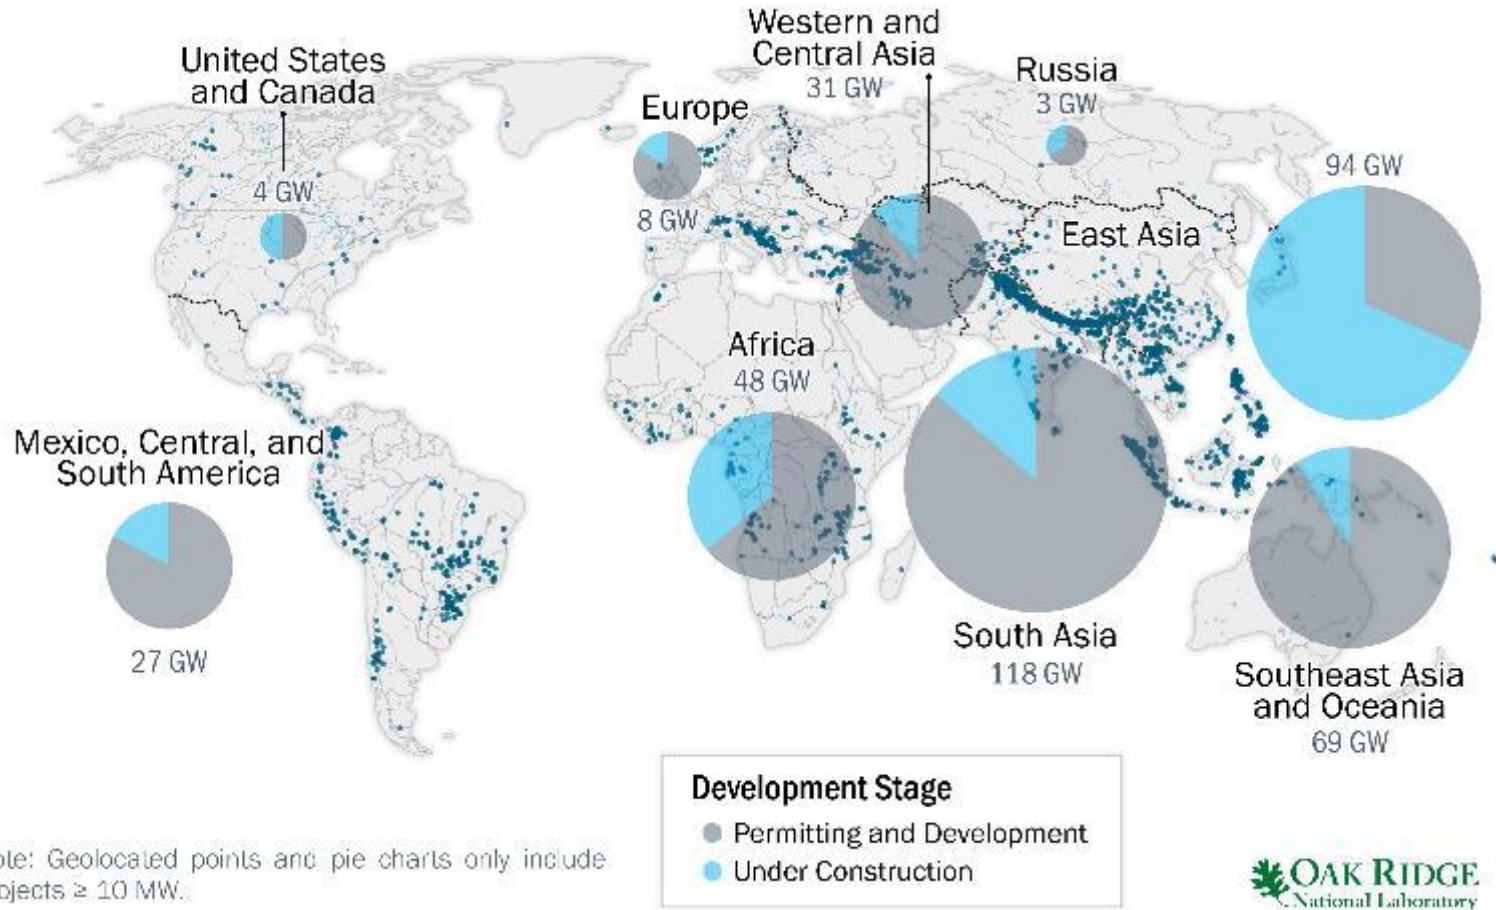 United States
and Canada
4 GW
Europe
8 GW
Western and
Central Asia
31 GW
Russia
3 GW
94 GW
East Asia
Africa
48 GW
Mexico, Central, and
South America
27 GW
South Asia
118 GW
Southeast Asia
and Oceania
69 GW
Development Stage
Permitting and Development
Under Construction
ote: Geolocated points and pie charts only include
ojects ≥ 10 MW.
OAK RIDGE
National Laboratory